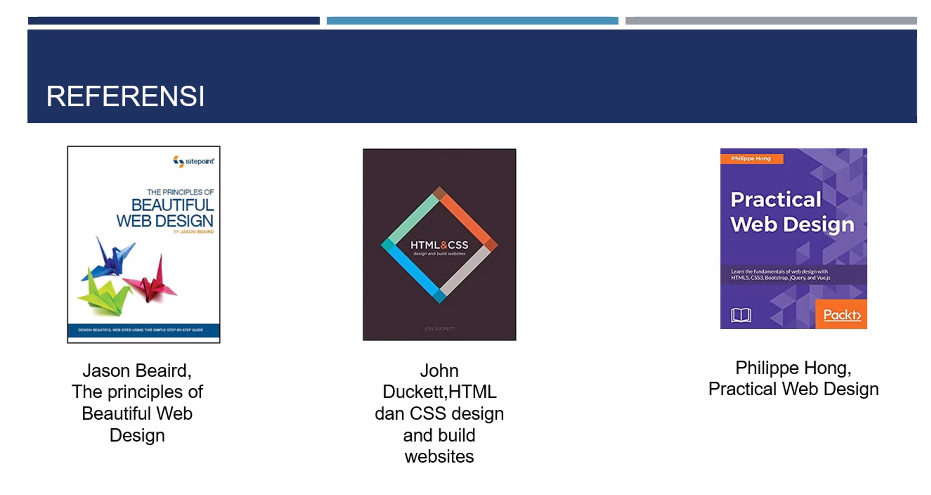 REFERENSI
sitepoint
THE PRINCIPLES OF
BEAUTIFUL
WEB DESIGN
BY JASON BEAIRD
DESIGN BEAUTIFUL WEB SITES USING THIS SIMPLE STEP-BY-STEP GUIDE
Jason Beaird,
The principles of
Beautiful Web
Design
HTML&CSS
design and build websites
JON DUCKETT
John
Duckett,HTML
dan CSS design
and build
websites
Philippe Hong
Practical
Web Design
Learn the fundamentals of web design with
HTML5, CSS3, Bootstrap, jQuery, and Vue.js
Packt>
Philippe Hong,
Practical Web Design